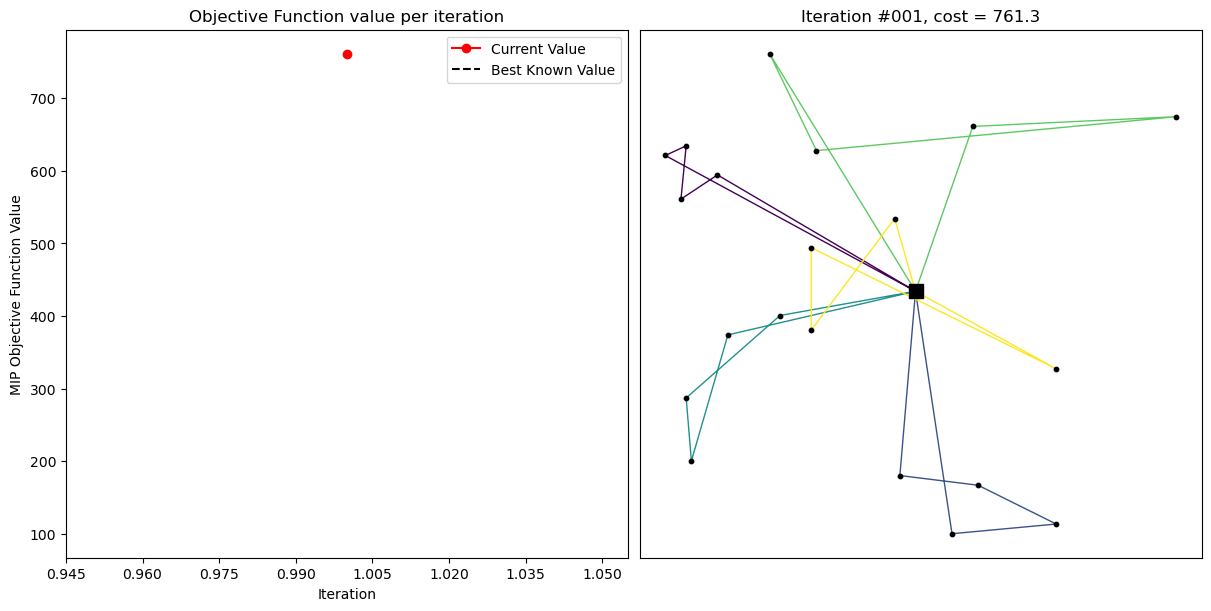 Objective Function value per iteration
Current Value
Best Known Value
MIP Objective Function Value
700
600
500
400
300
200
100
0.945 0.960 0.975 0.990 1.005 1.020 1.035 1.050
Iteration
Iteration #001, cost = 761.3